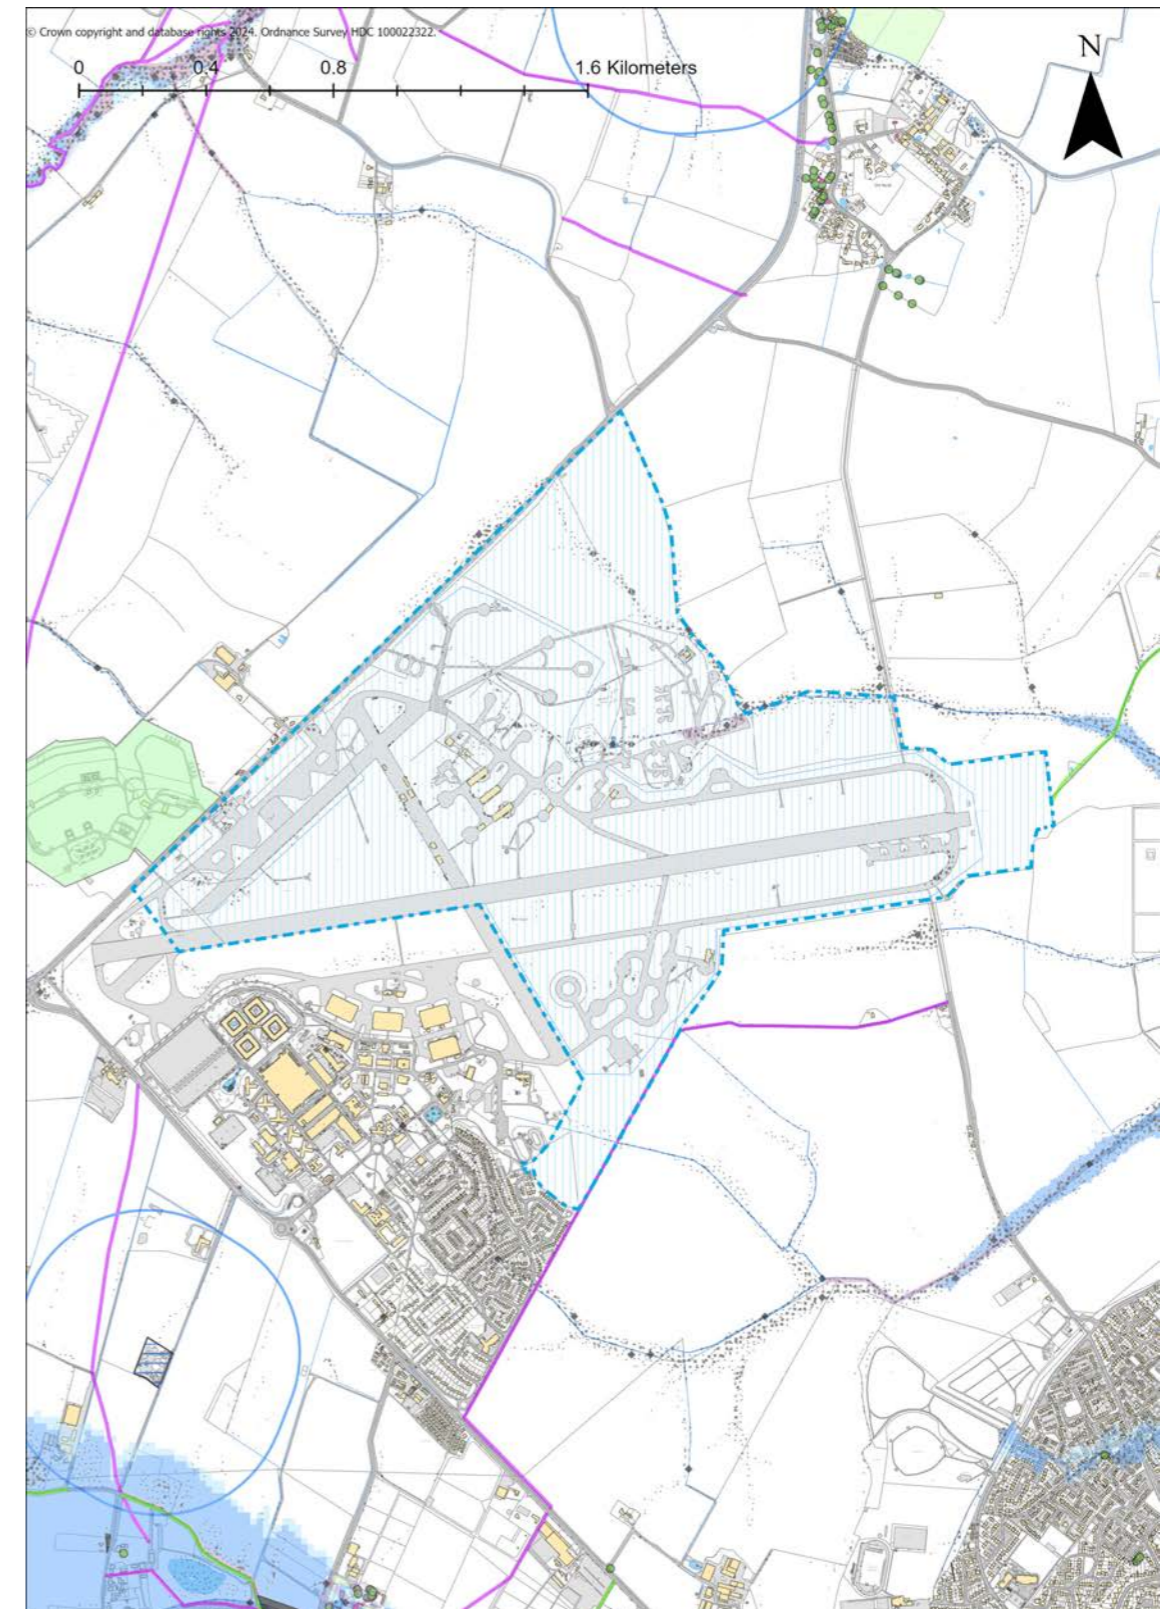 © Crown copyright and database rights 2024. Ordnance Survey HDC 100022322.
N
0 0.4 0.8 1.6 Kilometers